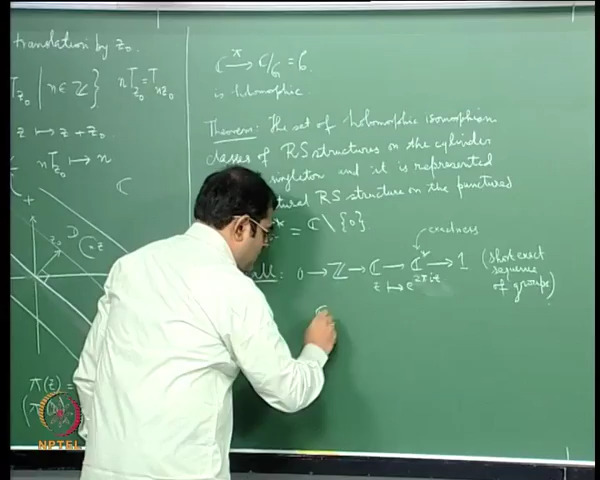 translation by z₀.
T_{z₀} | n ∈ ℤ} nT_{z₀} = T_{nz₀}
z ↦ z + z₀
nT_{z₀} ↦ n
ℂ
D
z₀
z
π(z) =
NPTEL
ℂ →^π ℂ/G = G
is holomorphic.
Theorem: The set of holomorphic isomorphism
classes of RS structures on the cylinder
singleton and it is represented
tural RS structure on the punctured
* = ℂ \ {0}.
exactness
all : 0 → ℤ → ℂ → ℂ* → 1 (short exact
z ↦ e^{2πiz} sequence
of groups)